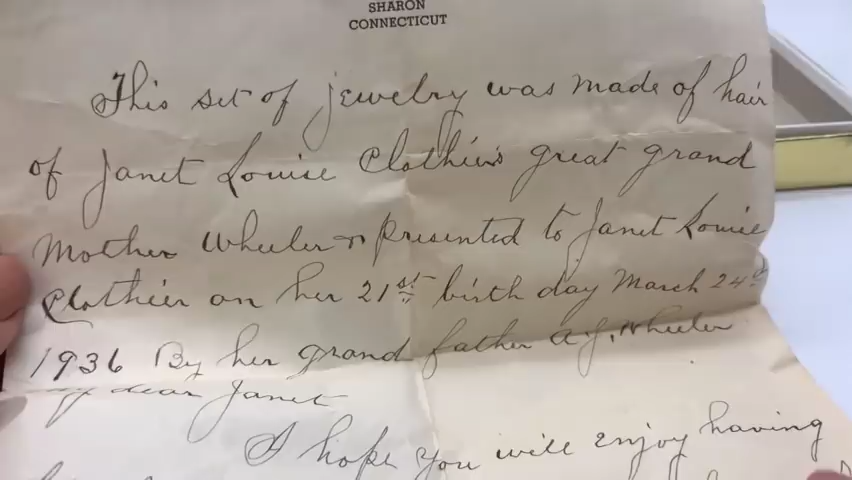 SHARON
CONNECTICUT
This set of jewelry was made of hair
of Janet Louise Clothier's great grand
Mother Wheeler & presented to Janet Louise
Clothier on her 21st birth day March 24th
1936 By her grand father A.J. Wheeler
My dear Janet
I hope you will enjoy having